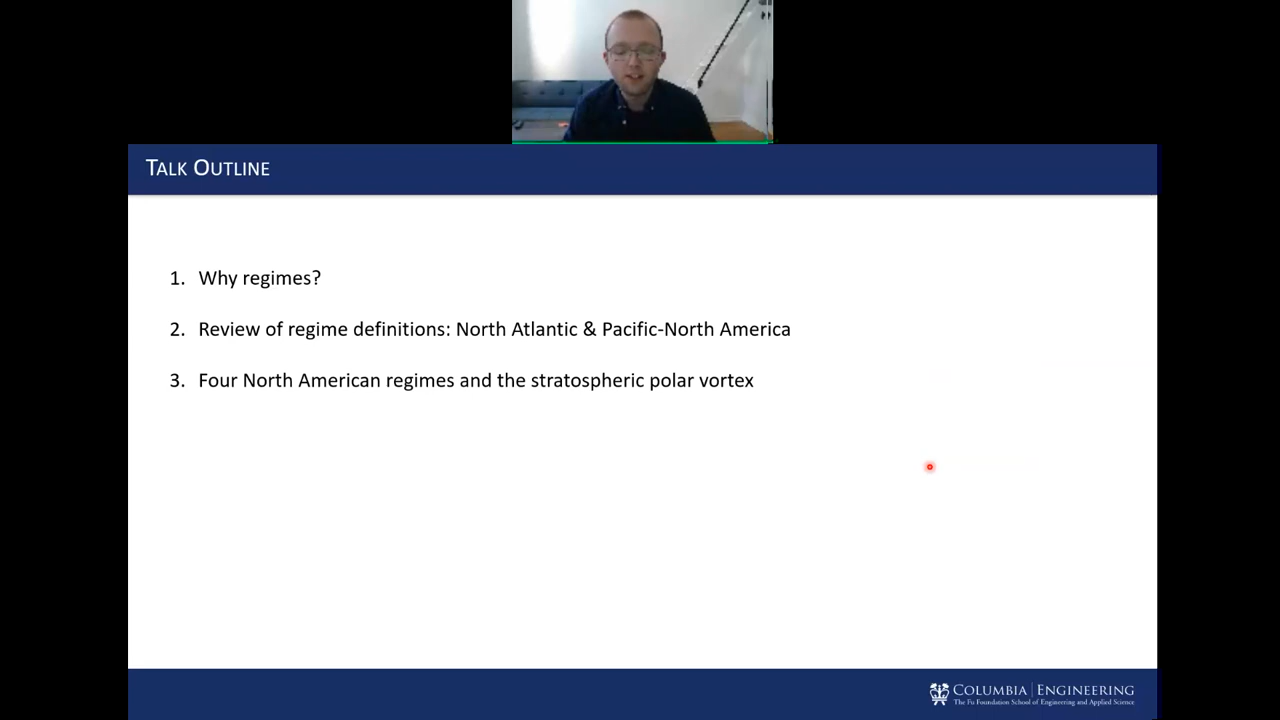 TALK OUTLINE
1. Why regimes?
2. Review of regime definitions: North Atlantic & Pacific-North America
3. Four North American regimes and the stratospheric polar vortex
COLUMBIA | ENGINEERING
The Fu Foundation School of Engineering and Applied Science